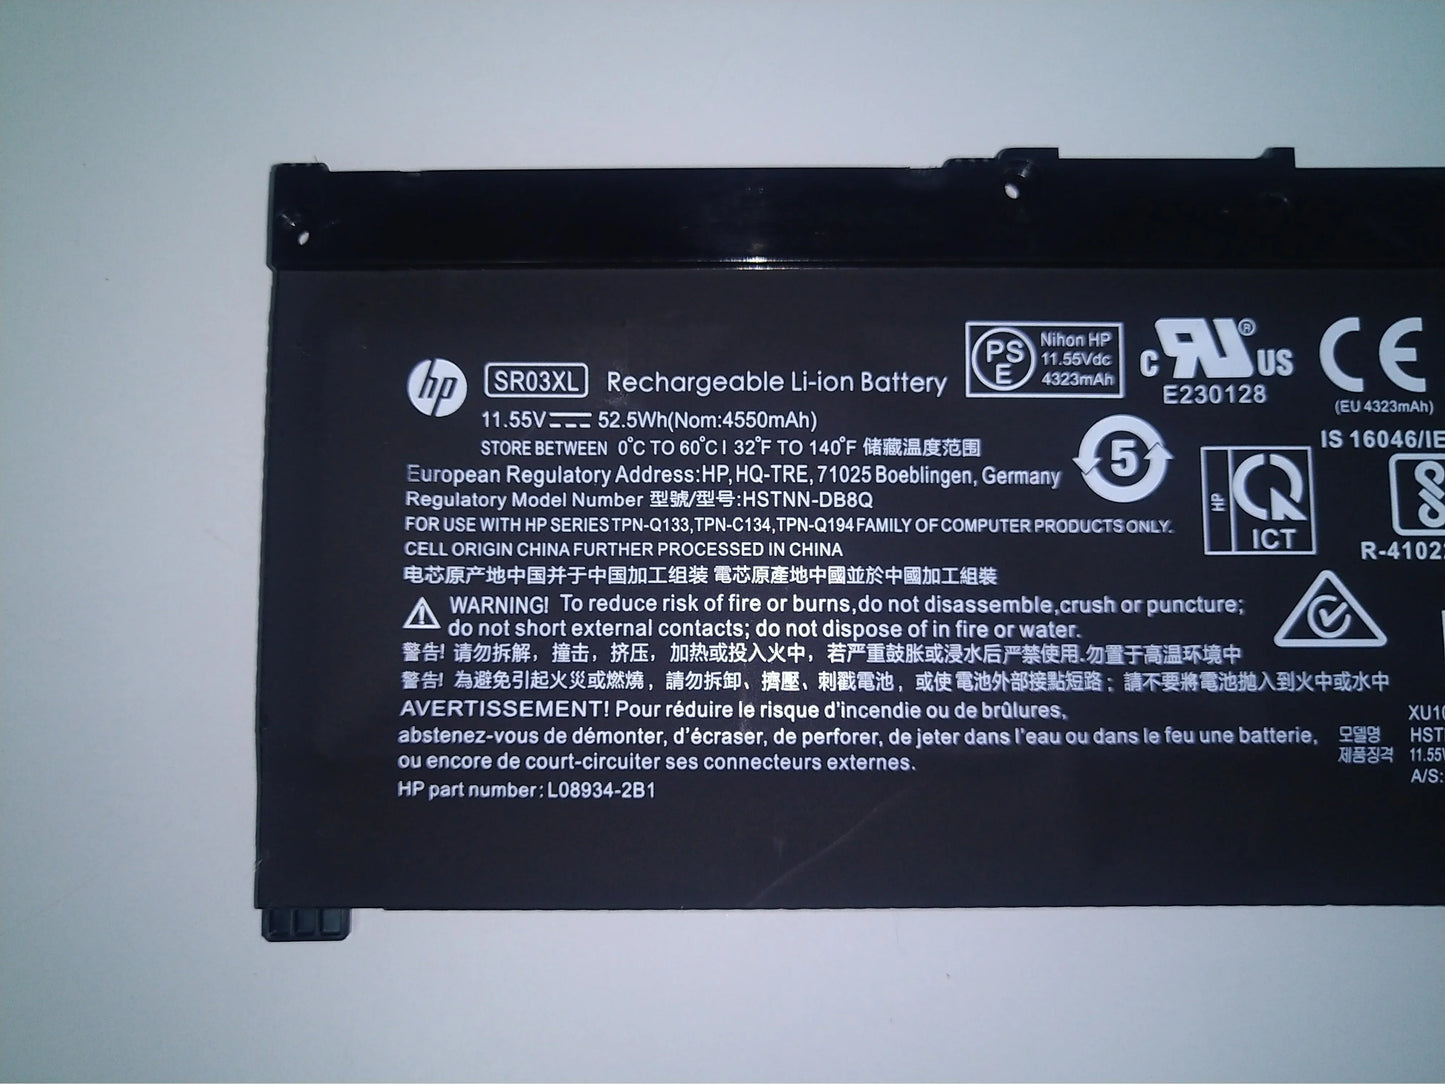 hp SR03XL Rechargeable Li-ion Battery
11.55V 52.5Wh(Nom:4550mAh)
STORE BETWEEN 0°C TO 60°C I 32°F TO 140°F 储藏温度范围
European Regulatory Address:HP, HQ-TRE, 71025 Boeblingen, Germany
Regulatory Model Number 型號/型号:HSTNN-DB8Q
FOR USE WITH HP SERIES TPN-Q133,TPN-C134,TPN-Q194 FAMILY OF COMPUTER PRODUCTS ONLY.
CELL ORIGIN CHINA FURTHER PROCESSED IN CHINA
电芯原产地中国并于中国加工组装 電芯原產地中國並於中國加工組裝
WARNING! To reduce risk of fire or burns,do not disassemble,crush or puncture;
do not short external contacts; do not dispose of in fire or water.
警告! 请勿拆解，撞击，挤压，加热或投入火中，若严重鼓胀或浸水后严禁使用.勿置于高温环境中
警告! 為避免引起火災或燃燒，請勿拆卸、擠壓、刺戳電池，或使電池外部接點短路；請不要將電池拋入到火中或水中
AVERTISSEMENT! Pour réduire le risque d'incendie ou de brûlures,
abstenez-vous de démonter, d'écraser, de perforer, de jeter dans l'eau ou dans le feu une batterie,
ou encore de court-circuiter ses connecteurs externes.
HP part number: L08934-2B1
PS
E
Nihon HP
11.55Vdc
4323mAh
C UR ® US
E230128
CE
(EU 4323mAh)
5
IS 16046/IE
HP
ICT
R-4102
XU10
모델명 HST
제품징격 11.55V
A/S: